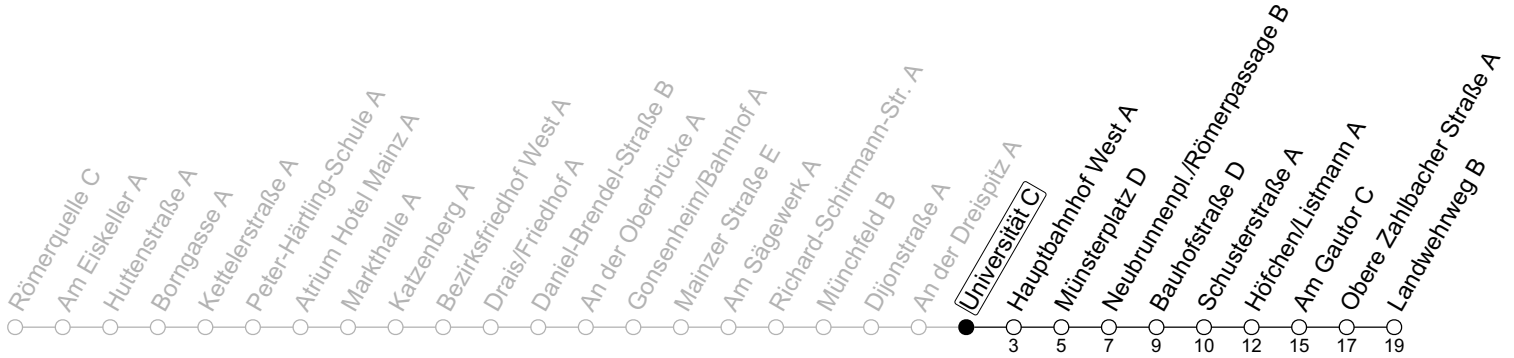 Römerquelle C
Am Eiskeller A
Huttenstraße A
Borngasse A
Kettelerstraße A
Peter-Härtling-Schule A
Atrium Hotel Mainz A
Markthalle A
Katzenberg A
Bezirksfriedhof West A
Drais/Friedhof A
Daniel-Brendel-Straße B
An der Oberbrücke A
Gonsenheim/Bahnhof A
Mainzer Straße E
Am Sägewerk A
Richard-Schirrmann-Str. A
Münchfeld B
Dijonstraße A
An der Dreispitz A
Universität C
Hauptbahnhof West A
Münsterplatz D
Neubrunnenpl./Römerpassage B
Bauhofstraße D
Schusterstraße A
Höfchen/Listmann A
Am Gautor C
Obere Zahlbacher Straße A
Landwehrweg B
3 5 7 9 10 12 15 17 19